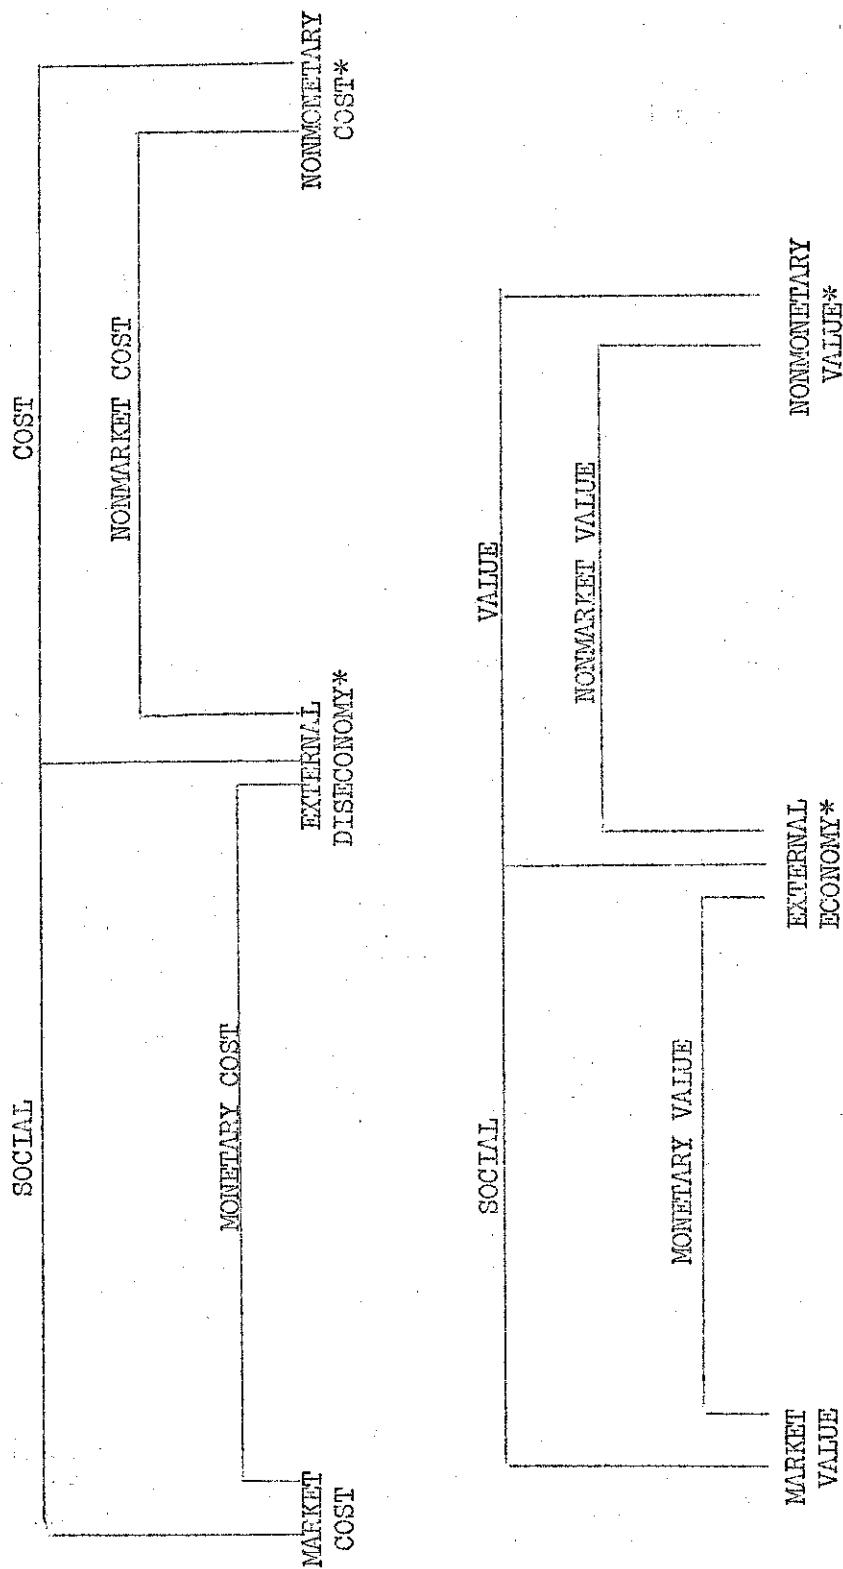 SOCIAL COST
NONMARKET COST
MONETARY COST
MARKET
COST
EXTERNAL
DISECONOMY*
NONMONETARY
COST*
SOCIAL VALUE
NONMARKET VALUE
MONETARY VALUE
MARKET
VALUE
EXTERNAL
ECONOMY*
NONMONETARY
VALUE*